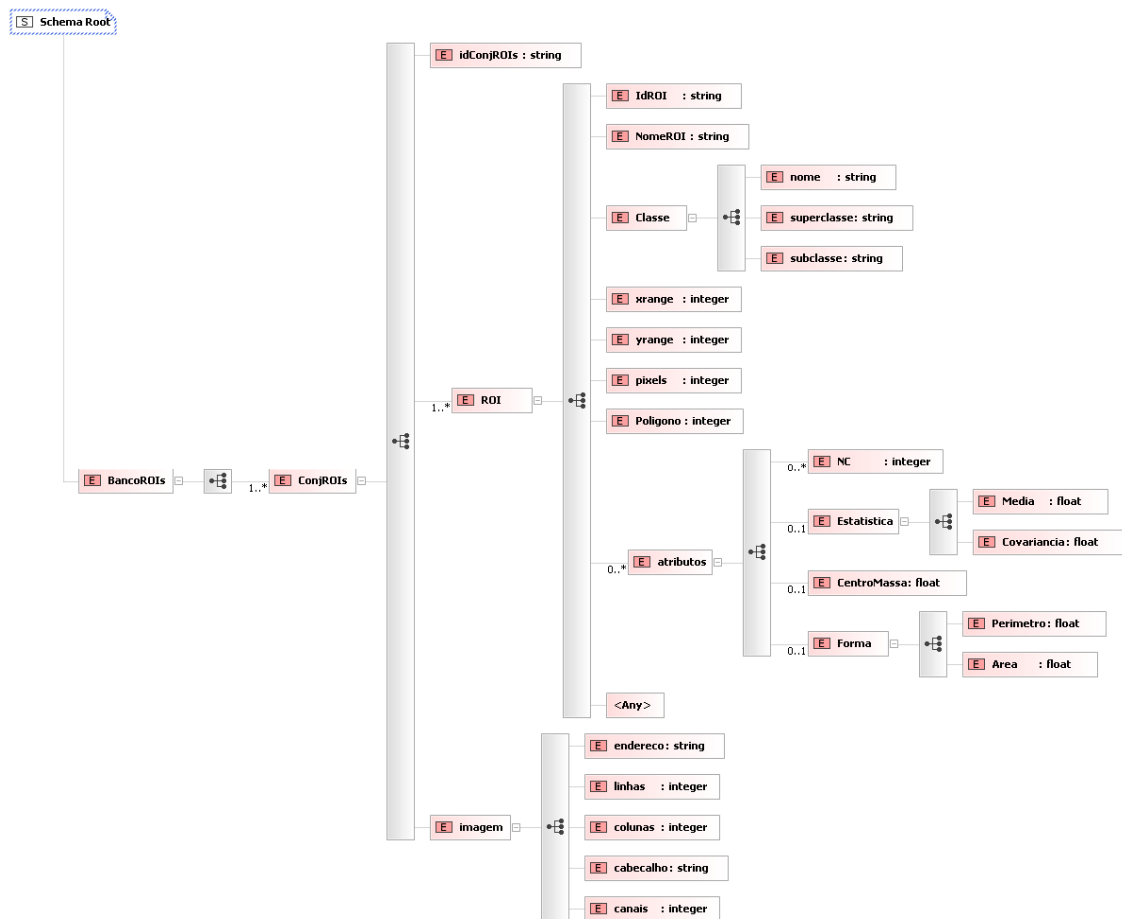 S Schema Root
E idConjROIs : string
E IdROI : string
E NomeROI : string
E nome : string
E Classe
E superclasse: string
E subclasse: string
E xrange : integer
E yrange : integer
E pixels : integer
1..* E ROI
E Poligono : integer
E BancoROIs
1..* E ConjROIs
0..* E NC : integer
E Media : float
0..1 E Estatistica
E Covariancia: float
0..* E atributos
0..1 E CentroMassa: float
E Perimetro: float
0..1 E Forma
E Area : float
<Any>
E endereco: string
E linhas : integer
E imagem
E colunas : integer
E cabecalho: string
E canais : integer